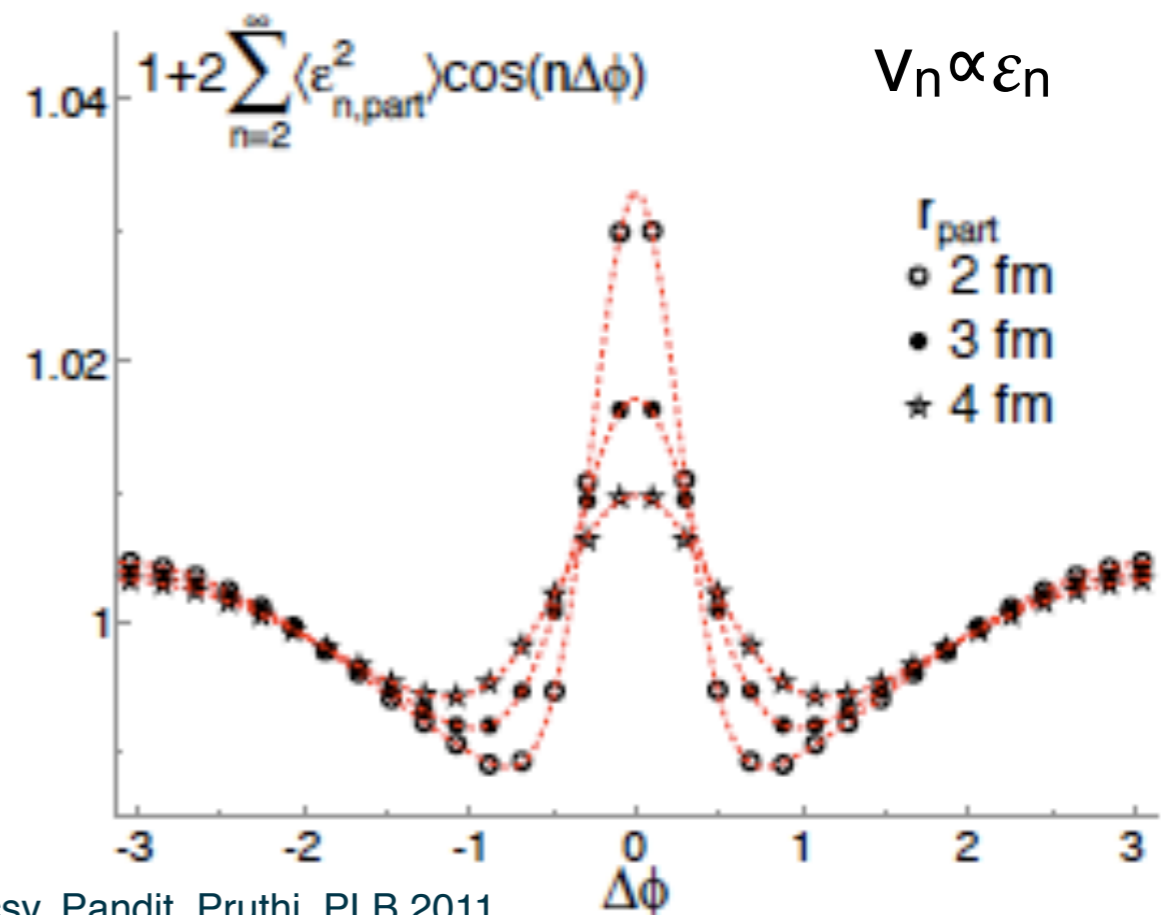 ∞
1+2∑⟨ε²n,part⟩cos(nΔφ)
n=2
vn∝εn
1.04
1.02
1
rpart
2 fm
3 fm
4 fm
-3 -2 -1 0 1 2 3
Δφ
Pandit, Pruthi, PLB 2011